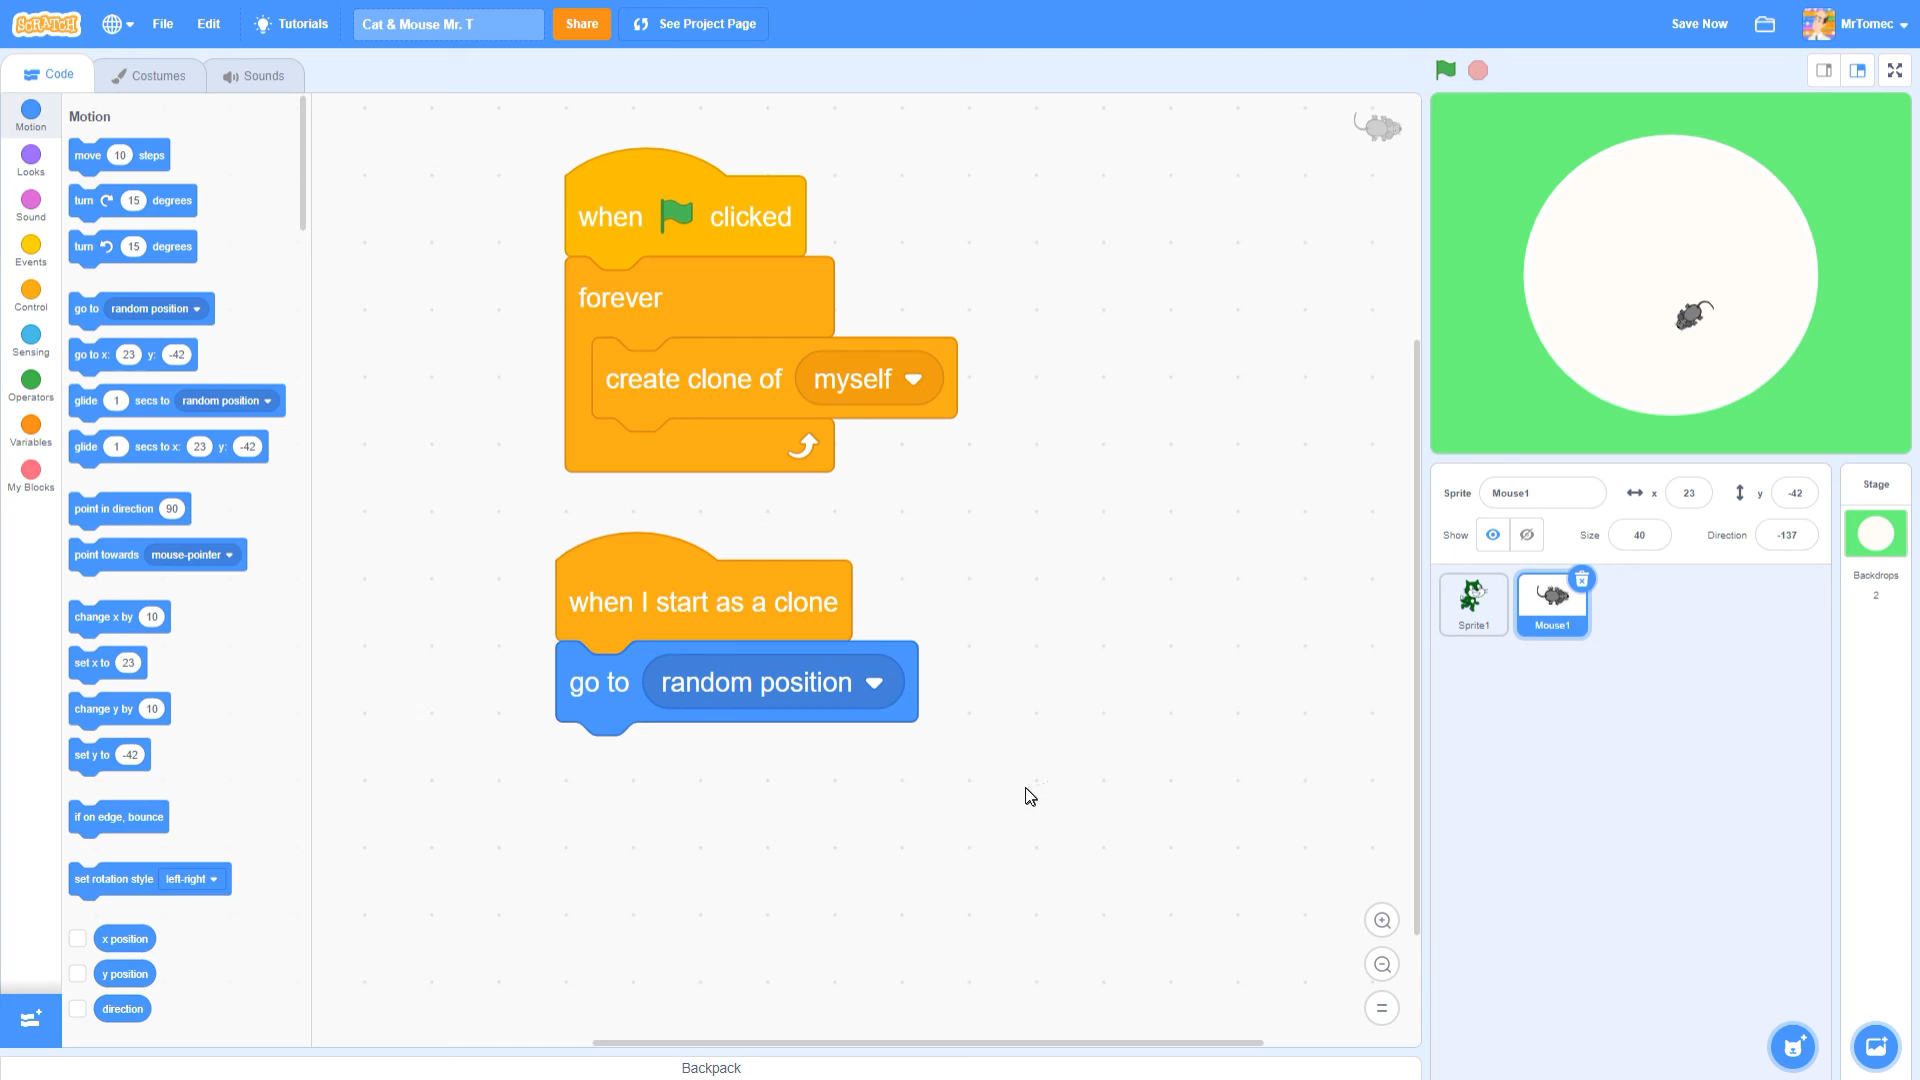 SCRATCH File Edit Tutorials Cat & Mouse Mr. T Share See Project Page Save Now MrTomec
Code Costumes Sounds
Motion
Looks
Sound
Events
Control
Sensing
Operators
Variables
My Blocks
Motion
move 10 steps
turn 15 degrees
turn 15 degrees
go to random position
go to x: 23 y: -42
glide 1 secs to random position
glide 1 secs to x: 23 y: -42
point in direction 90
point towards mouse-pointer
change x by 10
set x to 23
change y by 10
set y to -42
if on edge, bounce
set rotation style left-right
x position
y position
direction
when clicked
forever
create clone of myself
when I start as a clone
go to random position
Sprite Mouse1 x 23 y -42
Show Size 40 Direction -137
Sprite1
Mouse1
Stage
Backdrops
2
Backpack